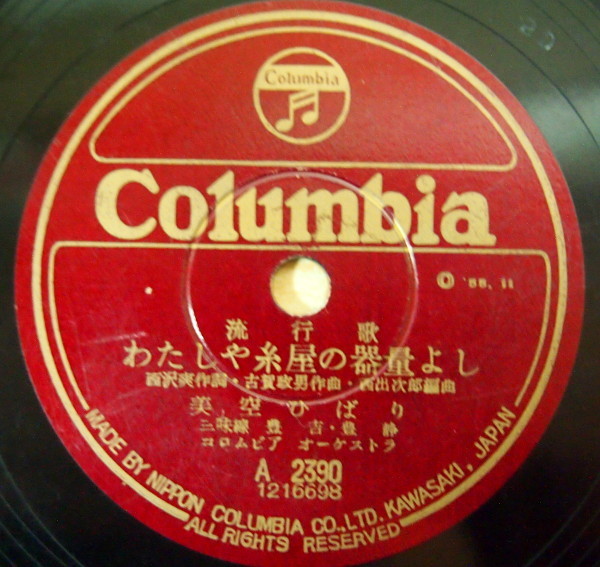 Columbia
Columbia
Ⓒ '55. 11
流行歌
わたしや糸屋の器量よし
西沢爽作詞・古賀政男作曲・西出次郎編曲
美空ひばり
三味線 豊吉・豊静
コロムビア オーケストラ
A 2390
1216698
MADE BY NIPPON COLUMBIA CO., LTD. KAWASAKI, JAPAN
ALL RIGHTS RESERVED